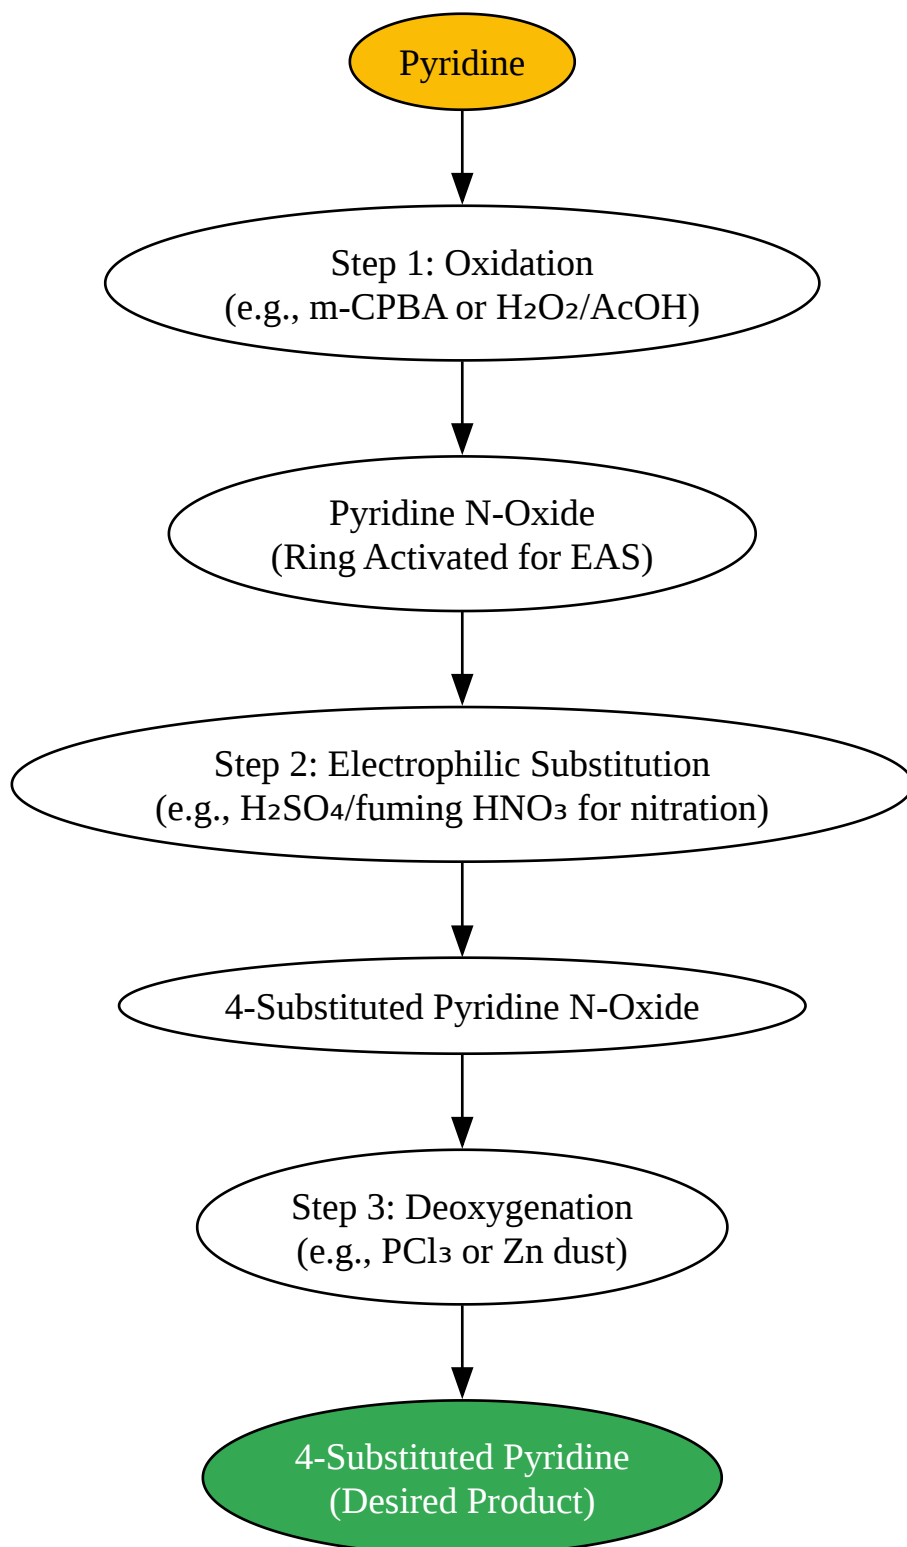 Pyridine
Step 1: Oxidation
(e.g., m-CPBA or H₂O₂/AcOH)
Pyridine N-Oxide
(Ring Activated for EAS)
Step 2: Electrophilic Substitution
(e.g., H₂SO₄/fuming HNO₃ for nitration)
4-Substituted Pyridine N-Oxide
Step 3: Deoxygenation
(e.g., PCl₃ or Zn dust)
4-Substituted Pyridine
(Desired Product)